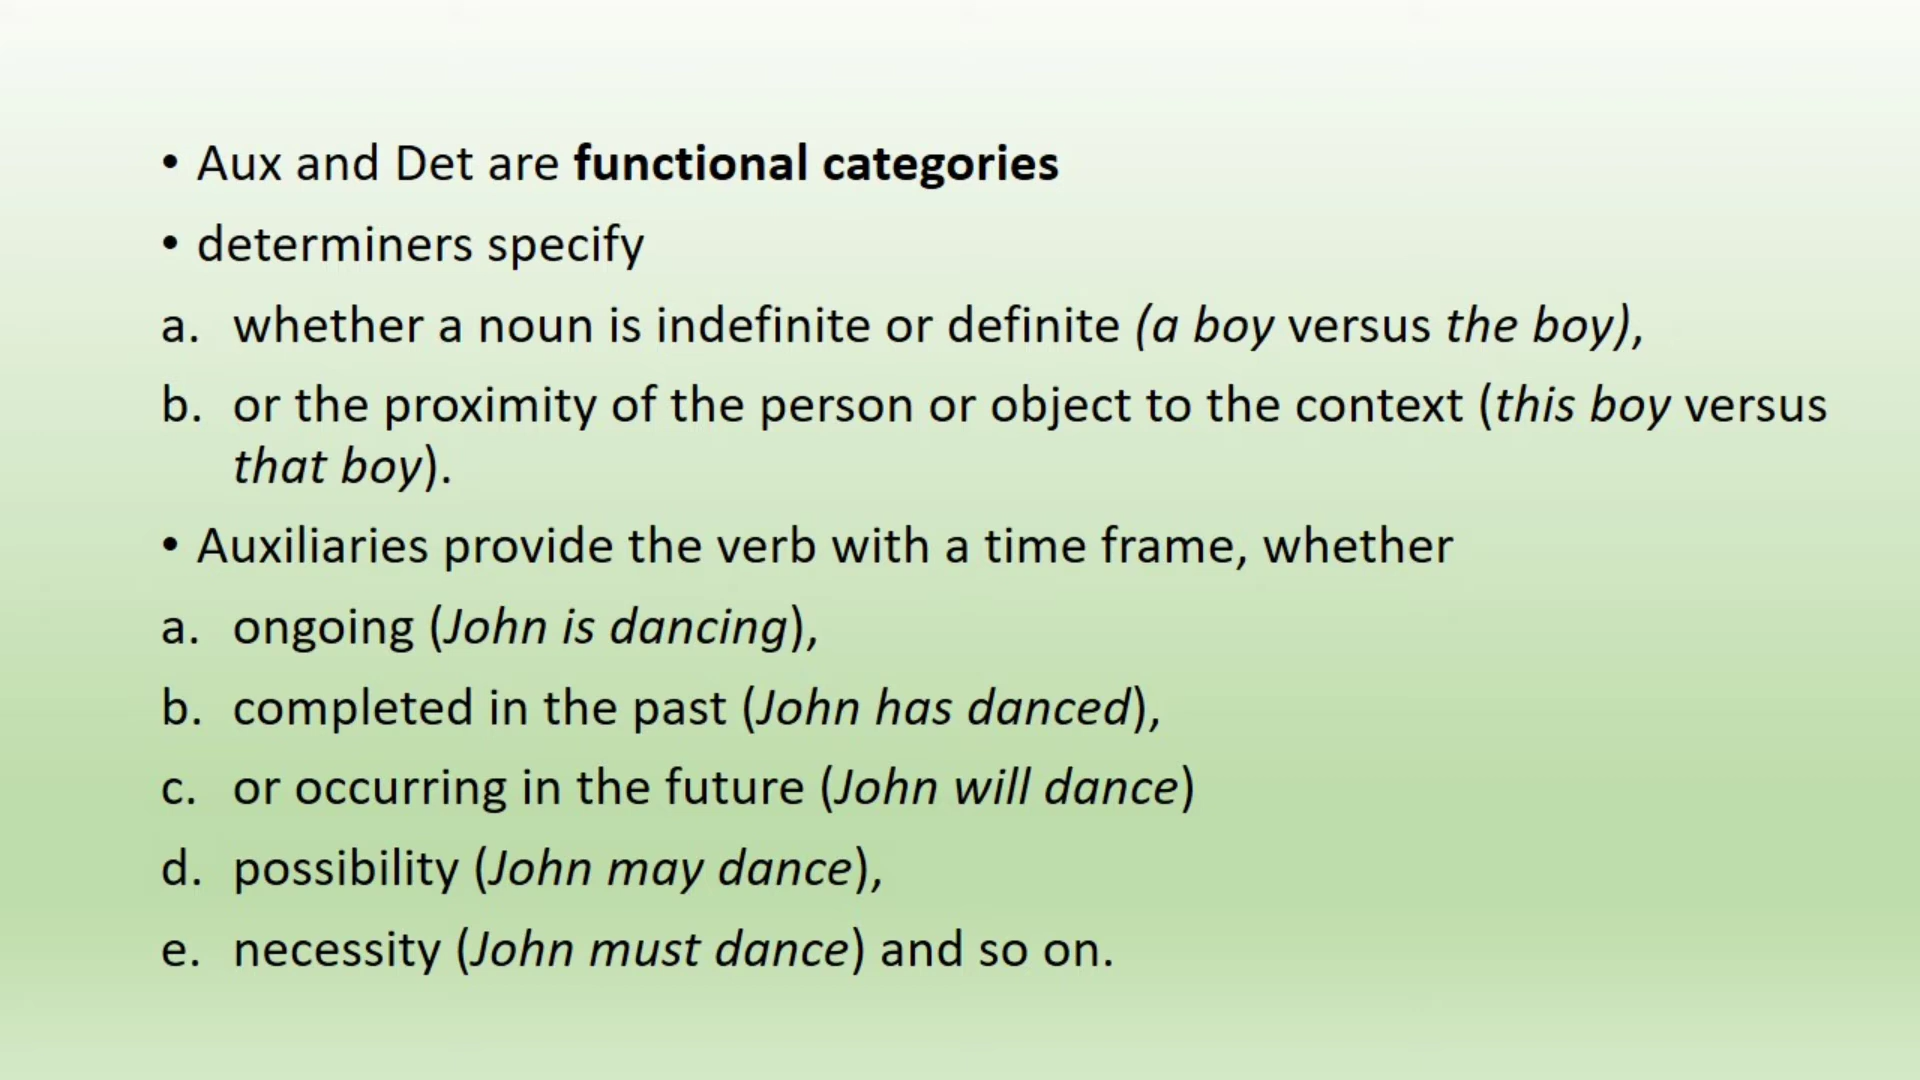 • Aux and Det are functional categories
• determiners specify
a. whether a noun is indefinite or definite (a boy versus the boy),
b. or the proximity of the person or object to the context (this boy versus
that boy).
• Auxiliaries provide the verb with a time frame, whether
a. ongoing (John is dancing),
b. completed in the past (John has danced),
c. or occurring in the future (John will dance)
d. possibility (John may dance),
e. necessity (John must dance) and so on.